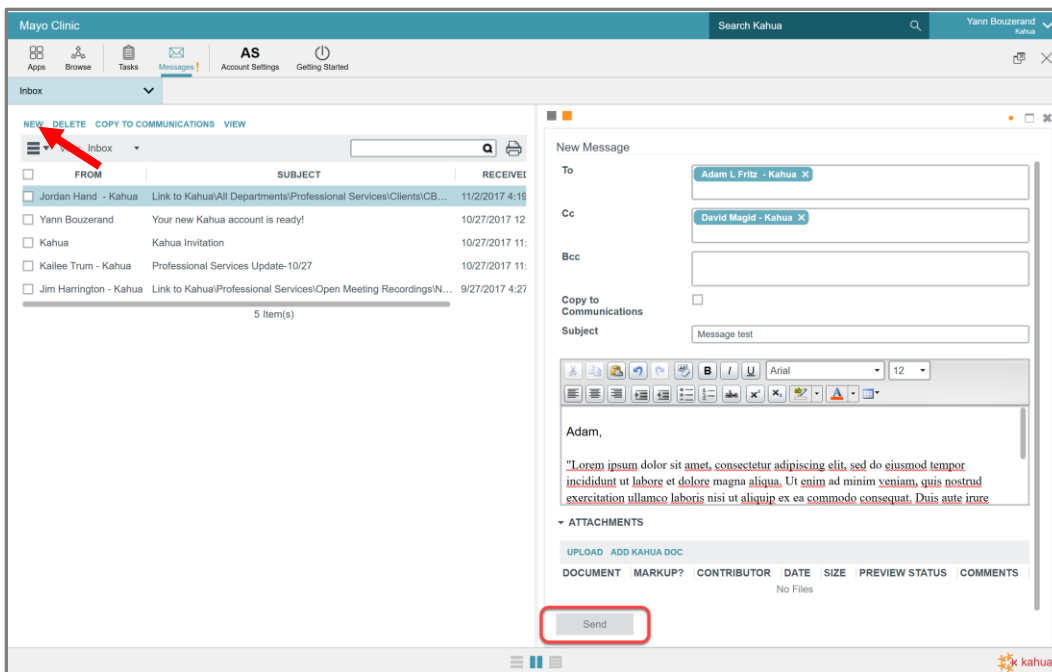 Mayo Clinic
Search Kahua
Yann Bouzerand
Kahua
Apps
Browse
Tasks
Messages !
AS
Account Settings
Getting Started
Inbox
NEW DELETE COPY TO COMMUNICATIONS VIEW
Inbox
FROM SUBJECT RECEIVED
Jordan Hand - Kahua Link to Kahua\All Departments\Professional Services\Clients\CB... 11/2/2017 4:19
Yann Bouzerand Your new Kahua account is ready! 10/27/2017 12
Kahua Kahua Invitation 10/27/2017 11:
Kailee Trum - Kahua Professional Services Update-10/27 10/27/2017 11:
Jim Harrington - Kahua Link to Kahua\Professional Services\Open Meeting Recordings\N... 9/27/2017 4:27
5 Item(s)
New Message
To Adam L Fritz - Kahua X
Cc David Magid - Kahua X
Bcc
Copy to
Communications
Subject Message test
B I U Arial 12
abc x² x₂ A
Adam,
"Lorem ipsum dolor sit amet, consectetur adipiscing elit, sed do eiusmod tempor
incididunt ut labore et dolore magna aliqua. Ut enim ad minim veniam, quis nostrud
exercitation ullamco laboris nisi ut aliquip ex ea commodo consequat. Duis aute irure
ATTACHMENTS
UPLOAD ADD KAHUA DOC
DOCUMENT MARKUP? CONTRIBUTOR DATE SIZE PREVIEW STATUS COMMENTS
No Files
Send
kahua